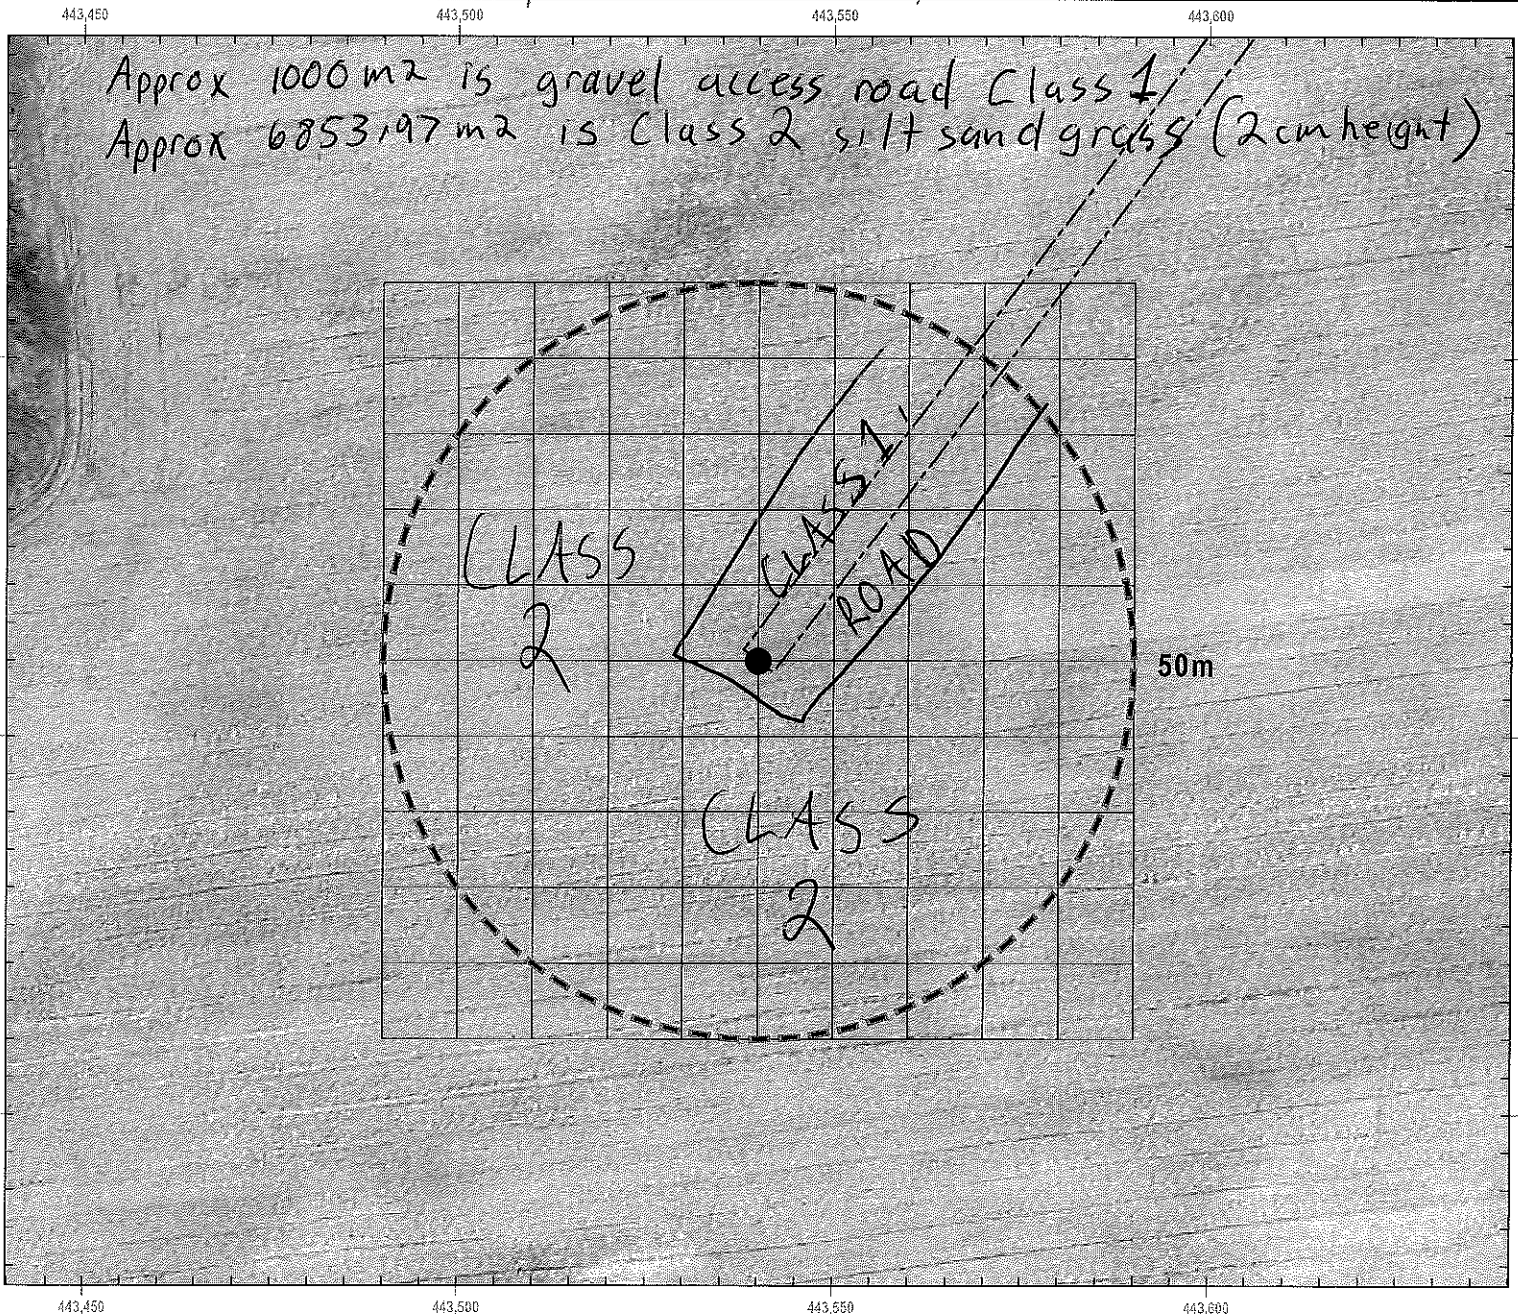 443,450 443,500 443,550 443,600
Approx 1000 m2 is gravel access road Class 1
Approx 6853,97 m2 is Class 2 silt sand grass (2 cm height)
CLASS 1
ROAD
CLASS
2
50m
CLASS
2
443,450 443,500 443,550 443,600